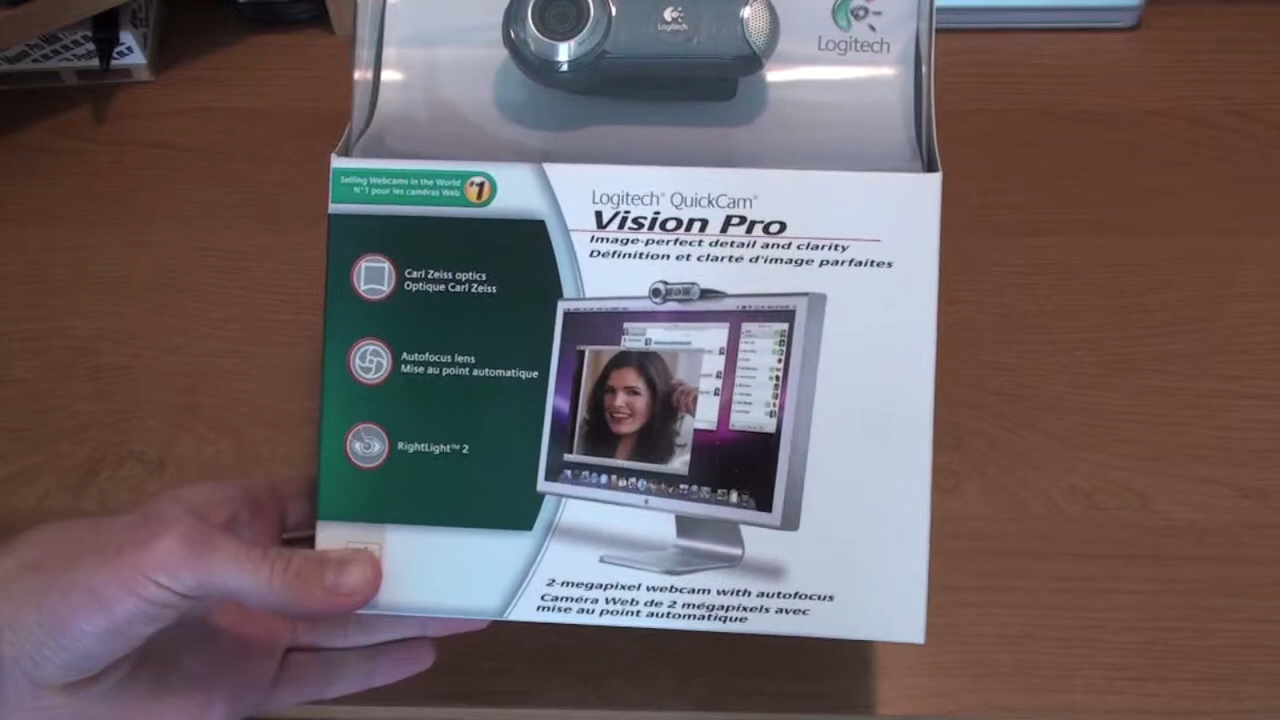 Logitech
Logitech
Selling Webcams in the World
N°1 pour les caméras Web
#1
Logitech® QuickCam®
Vision Pro
Image-perfect detail and clarity
Définition et clarté d'image parfaites
Carl Zeiss optics
Optique Carl Zeiss
Autofocus lens
Mise au point automatique
RightLight™ 2
2-megapixel webcam with autofocus
Caméra Web de 2 mégapixels avec
mise au point automatique